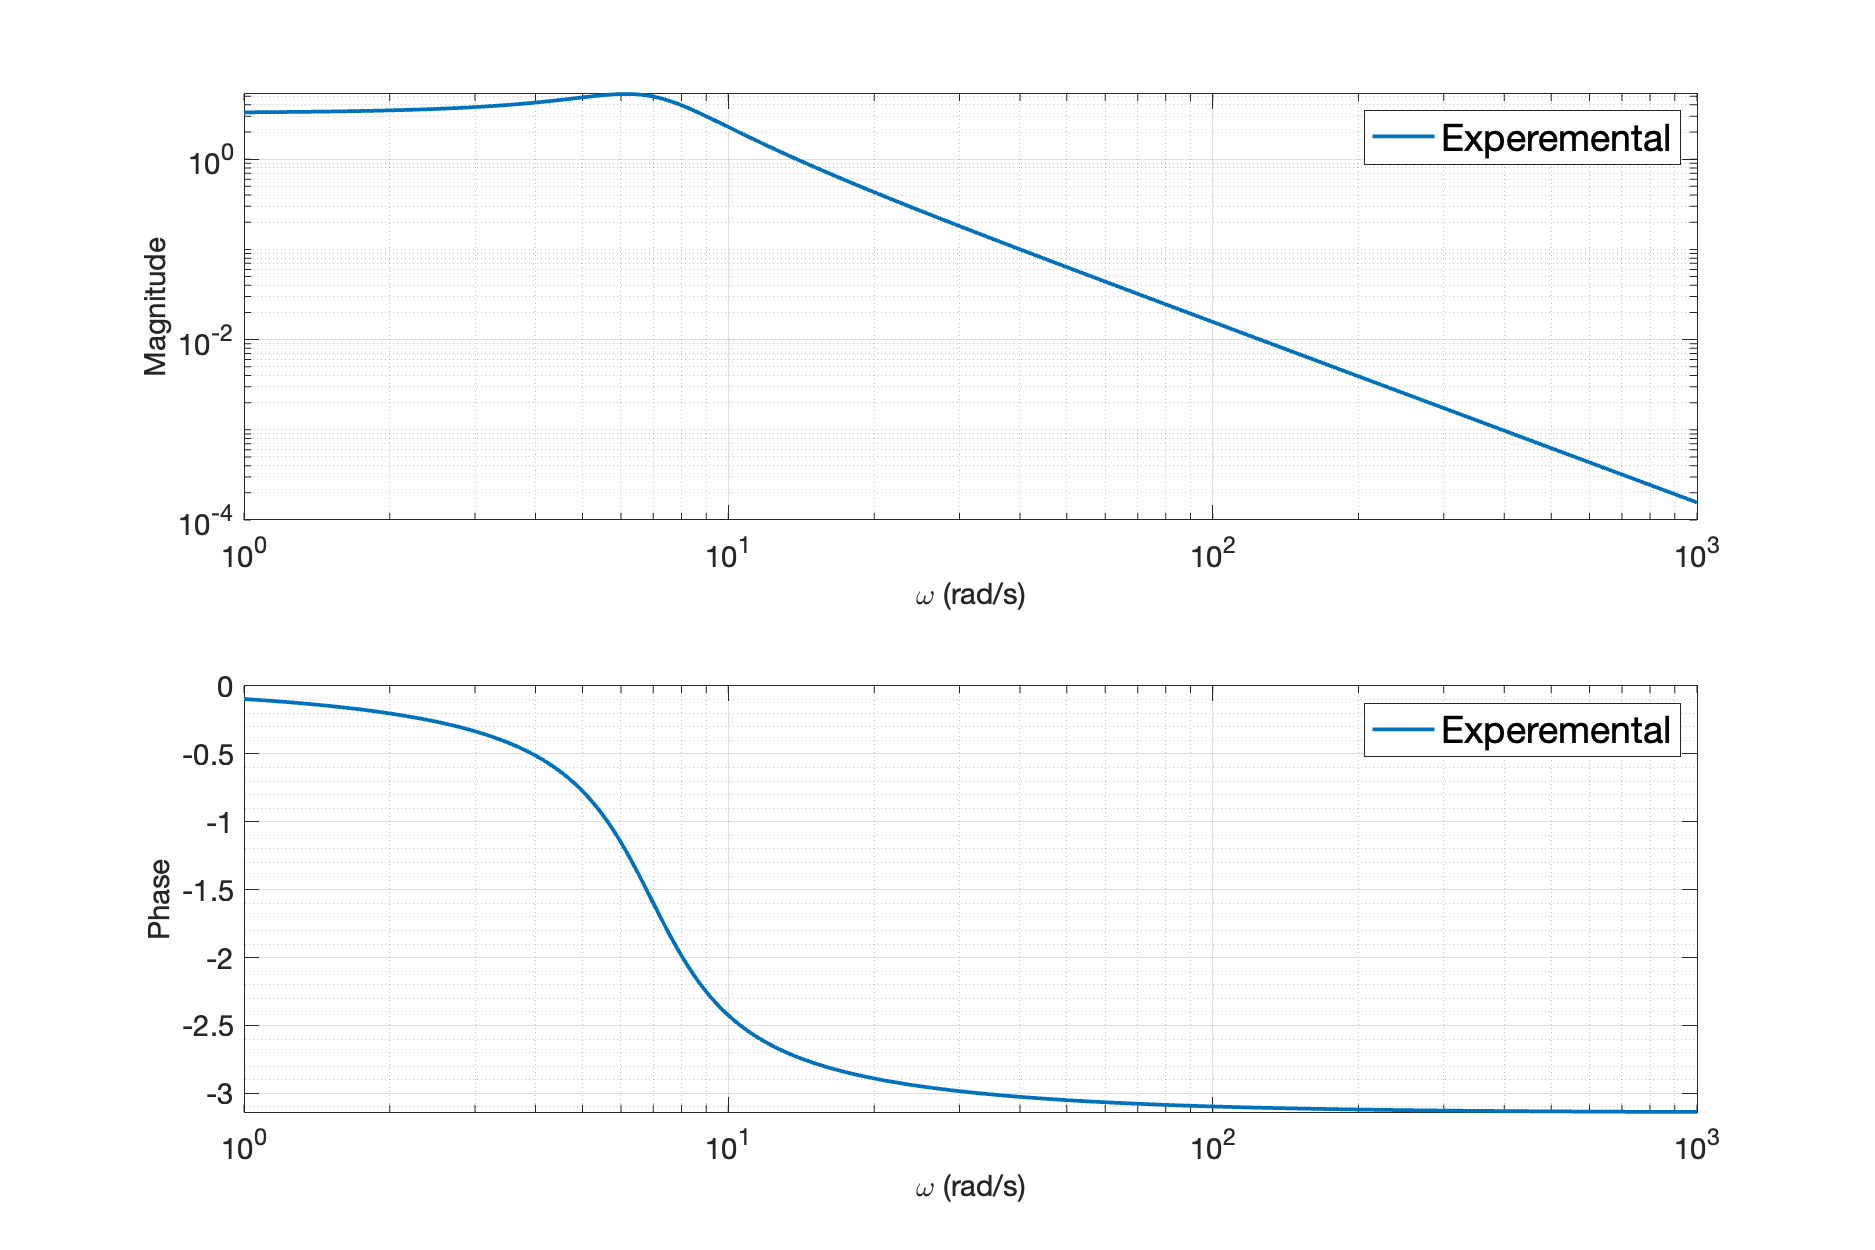 Experemental
10^0
10^-2
10^-4
Magnitude
10^0 10^1 10^2 10^3
ω (rad/s)
Experemental
0
-0.5
-1
-1.5
-2
-2.5
-3
Phase
10^0 10^1 10^2 10^3
ω (rad/s)